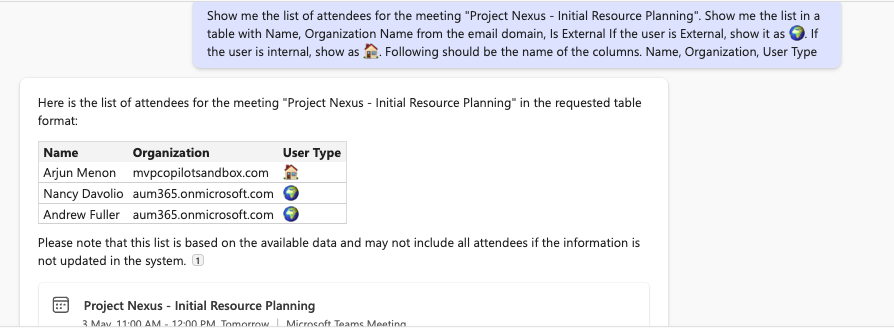 Show me the list of attendees for the meeting "Project Nexus - Initial Resource Planning". Show me the list in a
table with Name, Organization Name from the email domain, Is External If the user is External, show it as 🌍. If
the user is internal, show as 🏠. Following should be the name of the columns. Name, Organization, User Type
Here is the list of attendees for the meeting "Project Nexus - Initial Resource Planning" in the requested table
format:
Name Organization User Type
Arjun Menon mvpcopilotsandbox.com 🏠
Nancy Davolio aum365.onmicrosoft.com 🌍
Andrew Fuller aum365.onmicrosoft.com 🌍
Please note that this list is based on the available data and may not include all attendees if the information is
not updated in the system. 1
Project Nexus - Initial Resource Planning
3 May, 11:00 AM - 12:00 PM, Tomorrow | Microsoft Teams Meeting